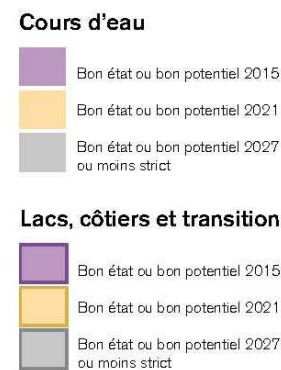 Cours d'eau
Bon état ou bon potentiel 2015
Bon état ou bon potentiel 2021
Bon état ou bon potentiel 2027
ou moins strict
Lacs, côtiers et transition
Bon état ou bon potentiel 2015
Bon état ou bon potentiel 2021
Bon état ou bon potentiel 2027
ou moins strict